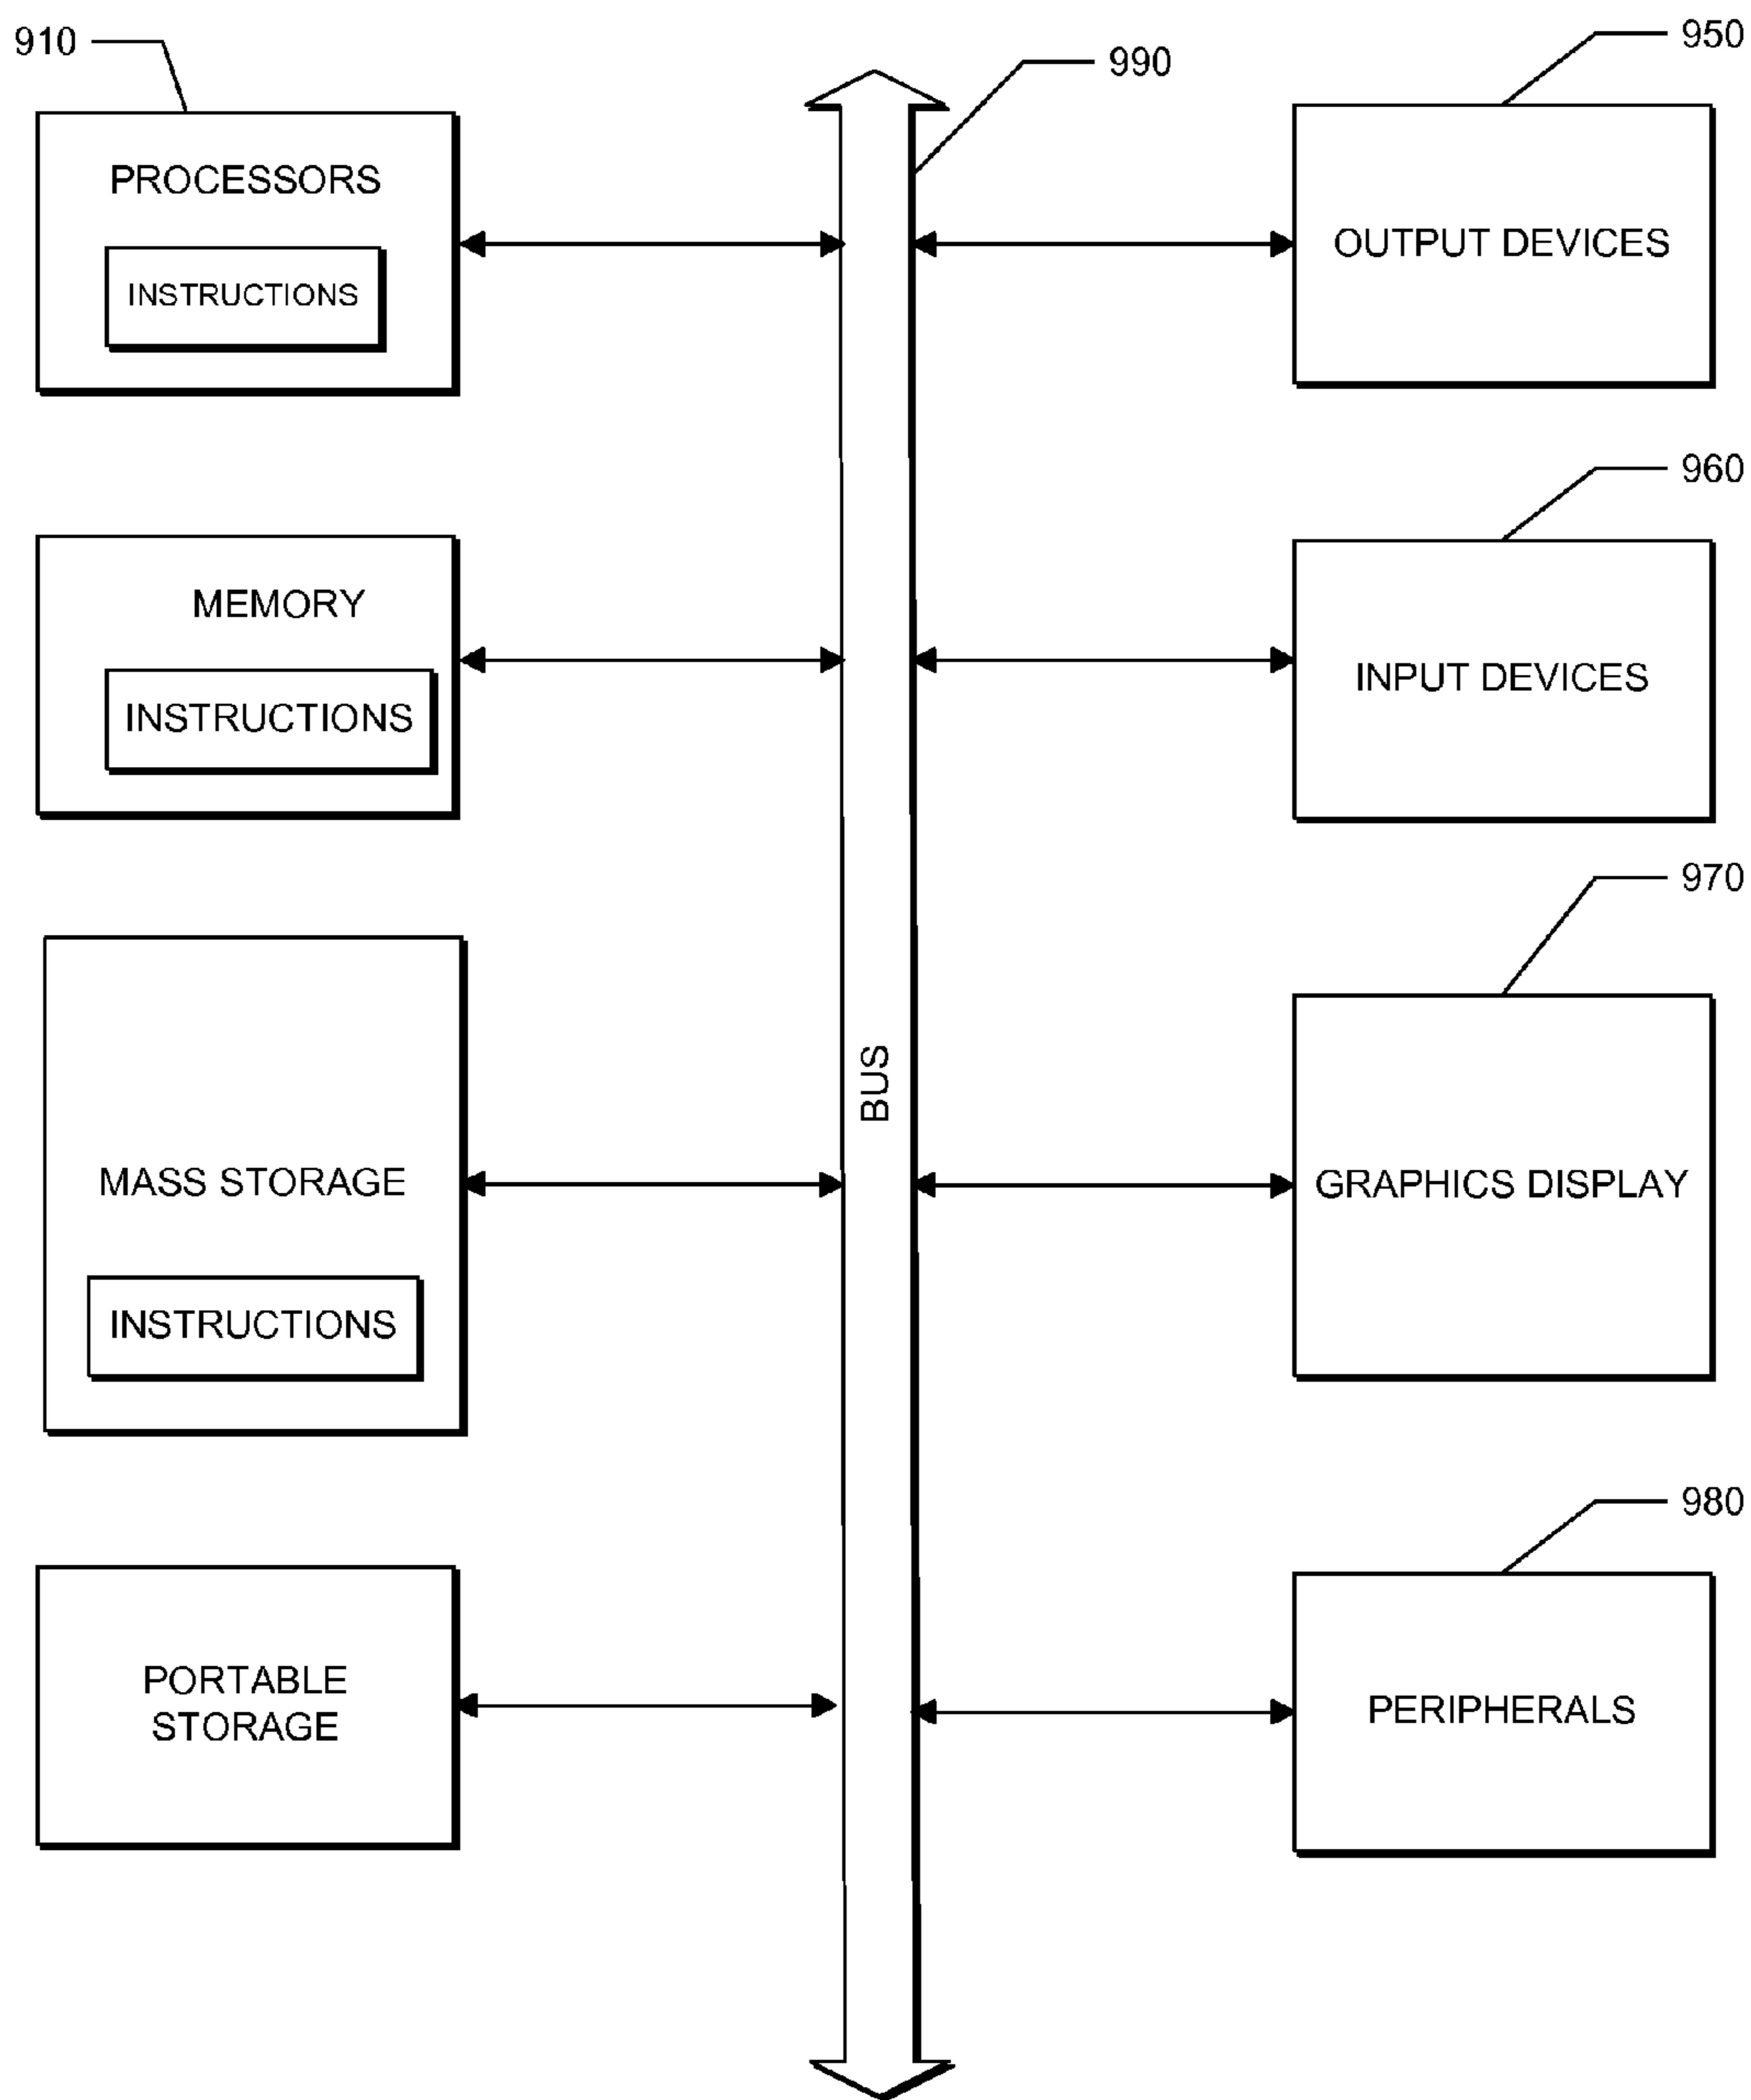 910
PROCESSORS
INSTRUCTIONS
MEMORY
INSTRUCTIONS
MASS STORAGE
INSTRUCTIONS
PORTABLE
STORAGE
990
BUS
950
OUTPUT DEVICES
960
INPUT DEVICES
970
GRAPHICS DISPLAY
980
PERIPHERALS